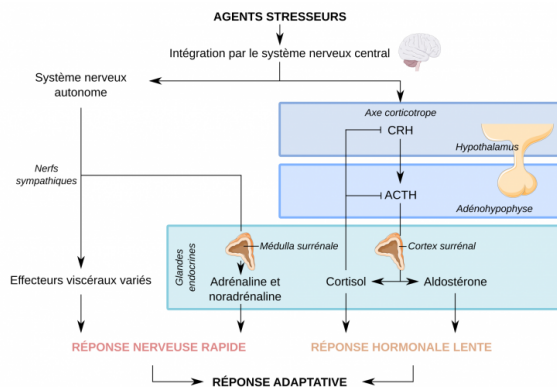 AGENTS STRESSEURS
Intégration par le système nerveux central
Système nerveux
autonome
Axe corticotrope
CRH
Hypothalamus
Nerfs
sympathiques
ACTH
Adénohypophyse
Glandes
endocrines
Médulla surrénale
Cortex surrénal
Effecteurs viscéraux variés
Adrénaline et
noradrénaline
Cortisol
Aldostérone
RÉPONSE NERVEUSE RAPIDE
RÉPONSE HORMONALE LENTE
RÉPONSE ADAPTATIVE